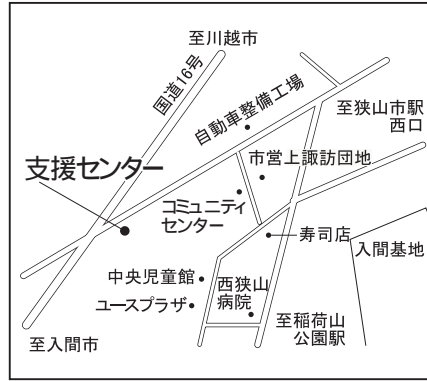 至川越市
国道16号
自動車整備工場
至狭山市駅
西口
市営上諏訪団地
支援センター
コミュニティ
センター
寿司店
入間基地
中央児童館
西狭山
病院
ユースプラザ
至稲荷山
公園駅
至入間市